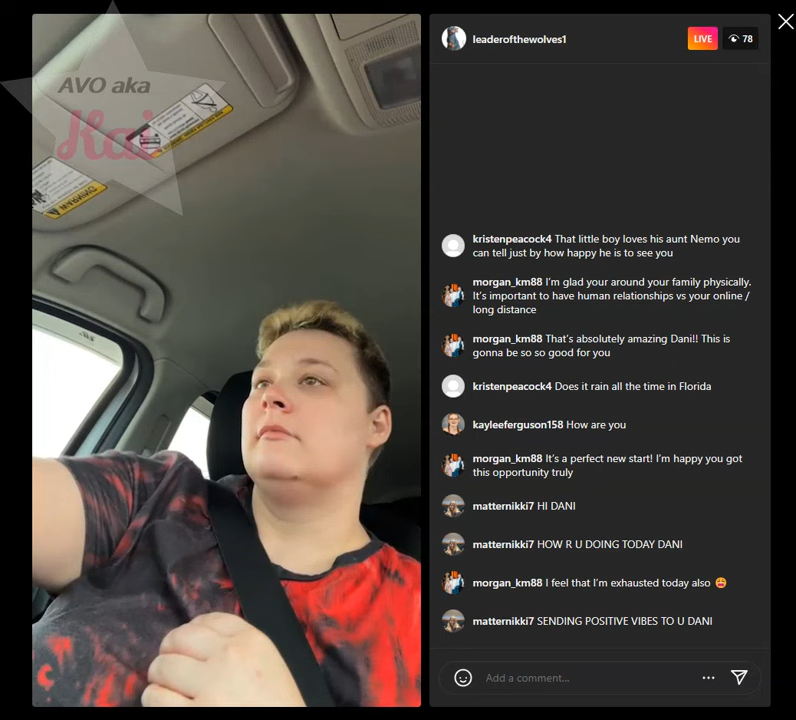 leaderofthewolves1
LIVE
78
AVO aka
Kai
WARNING
kristenpeacock4 That little boy loves his aunt Nemo you
can tell just by how happy he is to see you
morgan_km88 I'm glad your around your family physically.
It's important to have human relationships vs your online /
long distance
morgan_km88 That's absolutely amazing Dani!! This is
gonna be so so good for you
kristenpeacock4 Does it rain all the time in Florida
kayleeferguson158 How are you
morgan_km88 It's a perfect new start! I'm happy you got
this opportunity truly
matternikki7 HI DANI
matternikki7 HOW R U DOING TODAY DANI
morgan_km88 I feel that I'm exhausted today also 😩
matternikki7 SENDING POSITIVE VIBES TO U DANI
Add a comment...